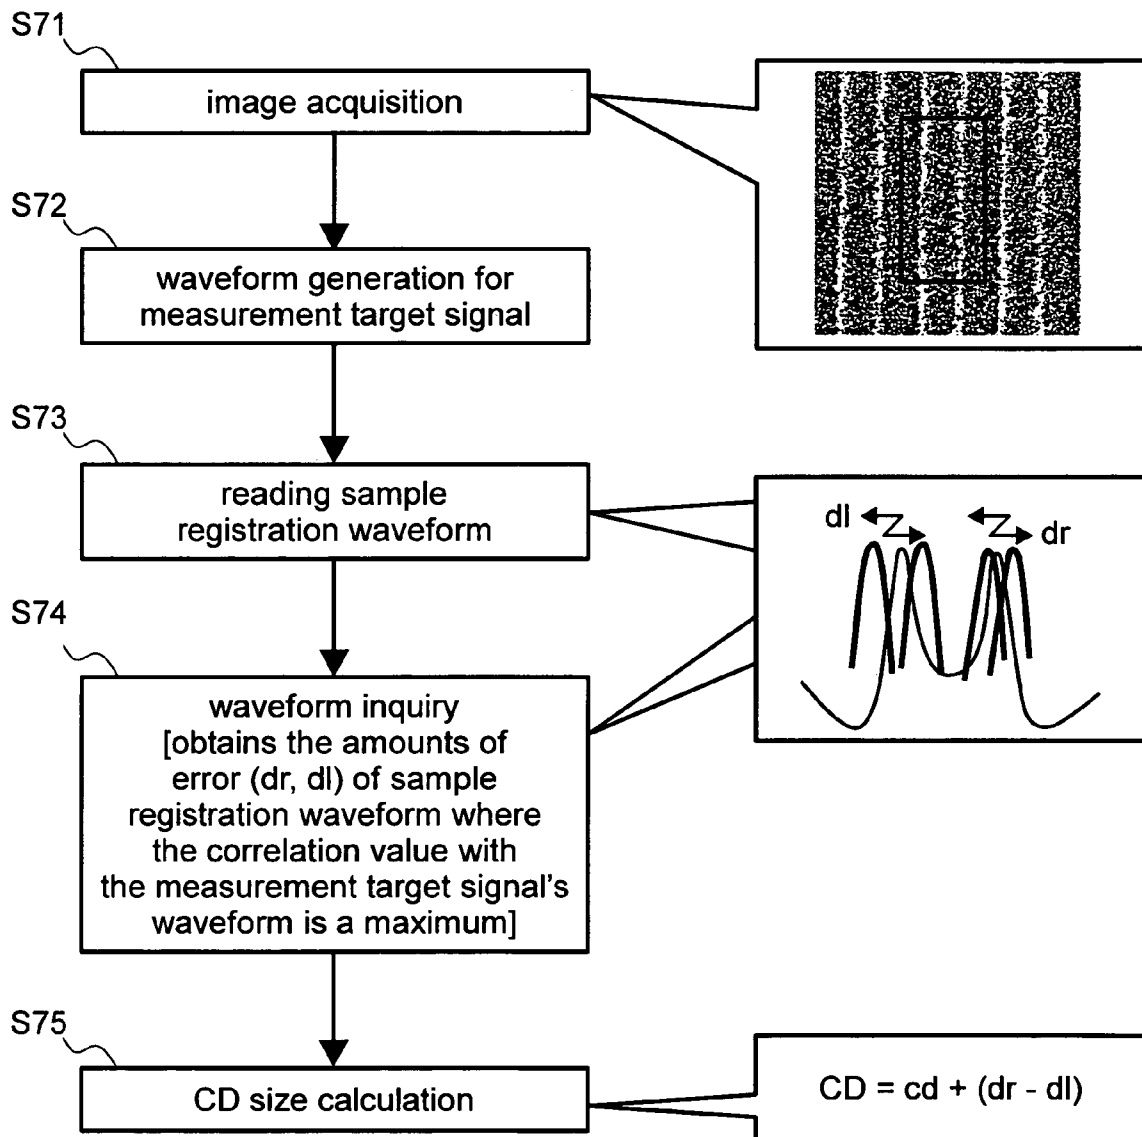 S71
image acquisition
S72
waveform generation for
measurement target signal
S73
reading sample
registration waveform
dl
dr
S74
waveform inquiry
[obtains the amounts of
error (dr, dl) of sample
registration waveform where
the correlation value with
the measurement target signal's
waveform is a maximum]
S75
CD size calculation
CD = cd + (dr - dl)